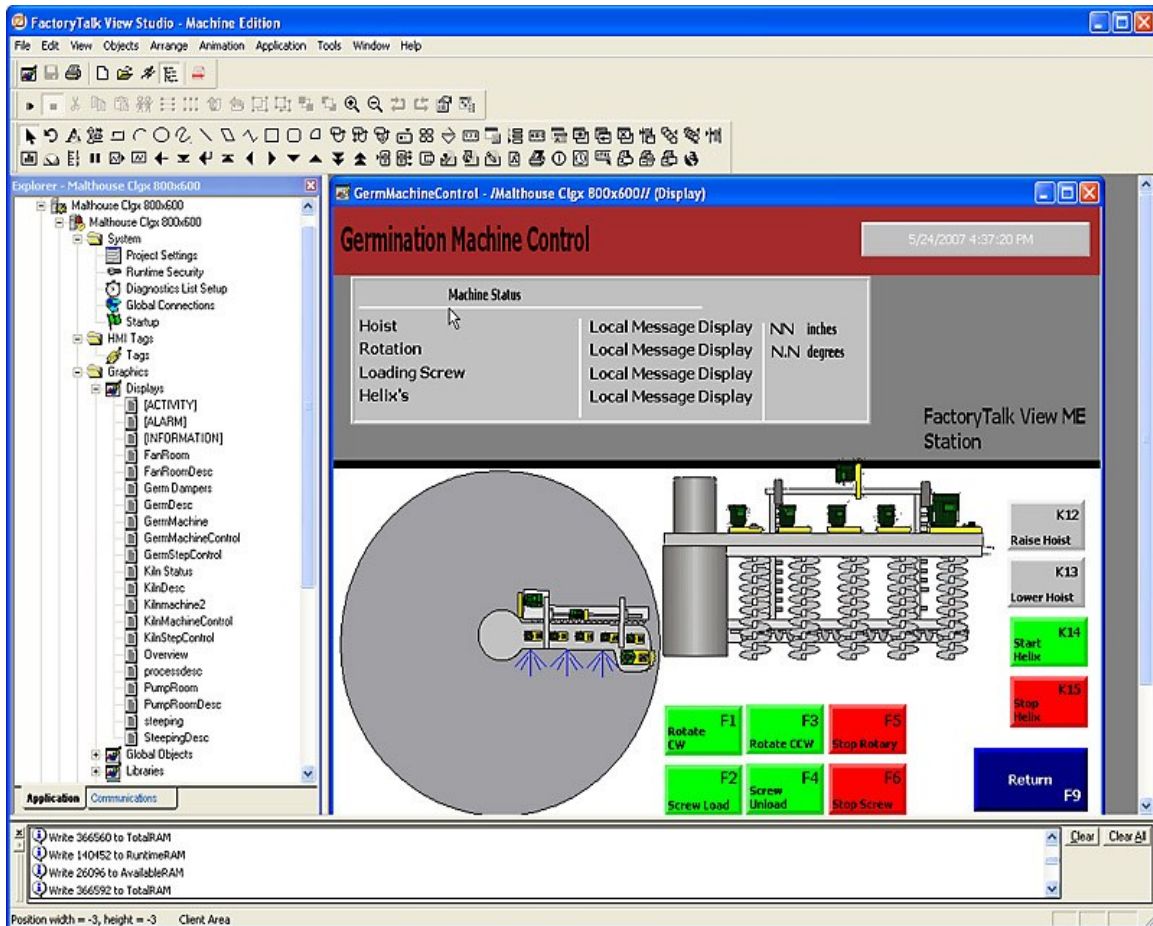 FactoryTalk View Studio - Machine Edition
File Edit View Objects Arrange Animation Application Tools Window Help
Explorer - Malthouse Clgx 800x600
Malthouse Clgx 800x600
Malthouse Clgx 800x600
System
Project Settings
Runtime Security
Diagnostics List Setup
Global Connections
Startup
HMI Tags
Tags
Graphics
Displays
[ACTIVITY]
[ALARM]
[INFORMATION]
FanRoom
FanRoomDesc
Germ Dampers
GermDesc
GermMachine
GermMachineControl
GermStepControl
Kiln Status
KilnDesc
Kilnmachine2
KilnMachineControl
KilnStepControl
Overview
processdesc
PumpRoom
PumpRoomDesc
steeping
SteepingDesc
Global Objects
Libraries
Application Communications
GermMachineControl - /Malthouse Clgx 800x600// (Display)
Germination Machine Control
5/24/2007 4:37:20 PM
Machine Status
Hoist Local Message Display NN inches
Rotation Local Message Display N.N degrees
Loading Screw Local Message Display
Helix's Local Message Display
FactoryTalk View ME
Station
K12
Raise Hoist
K13
Lower Hoist
K14
Start
Helix
K15
Stop
Helix
F1
Rotate
CW
F3
Rotate CCW
F5
Stop Rotary
F2
Screw Load
F4
Screw
Unload
F6
Stop Screw
Return
F9
Write 366560 to TotalRAM
Write 140452 to RuntimeRAM
Write 26096 to AvailableRAM
Write 366592 to TotalRAM
Clear Clear All
Position width = -3, height = -3 Client Area